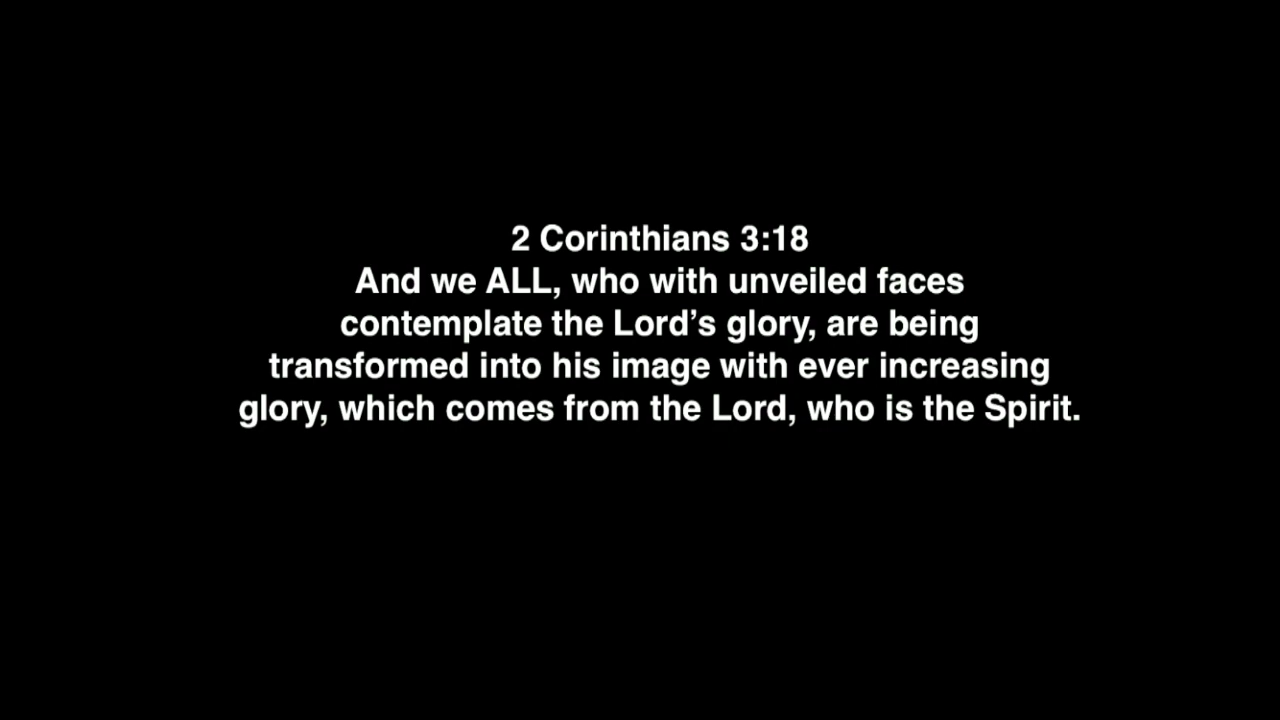 2 Corinthians 3:18
And we ALL, who with unveiled faces
contemplate the Lord’s glory, are being
transformed into his image with ever increasing
glory, which comes from the Lord, who is the Spirit.